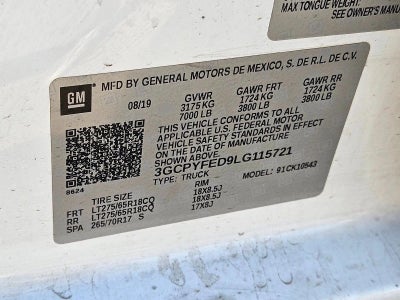 MAX TONGUE WEIGHT:
SEE OWNER'S MANUA
GM
MFD BY GENERAL MOTORS DE MEXICO, S. DE R.L. DE C.V.
08/19 GVWR GAWR FRT GAWR RR
3175 KG 1724 KG 1724 KG
7000 LB 3800 LB 3800 LB
THIS VEHICLE CONFORMS TO ALL
APPLICABLE U.S. FEDERAL MOTOR
VEHICLE SAFETY STANDARDS IN EFFECT
ON THE DATE OF MANUFACTURE SHOWN ABOVE.
3GCPYFED9LG115721
TYPE: TRUCK MODEL: 91CK10543
8624
TIRE SIZE RIM
FRT LT275/65R18CQ 18X8.5J
RR LT275/65R18CQ 18X8.5J
SPA 265/70R17 S 17X8J